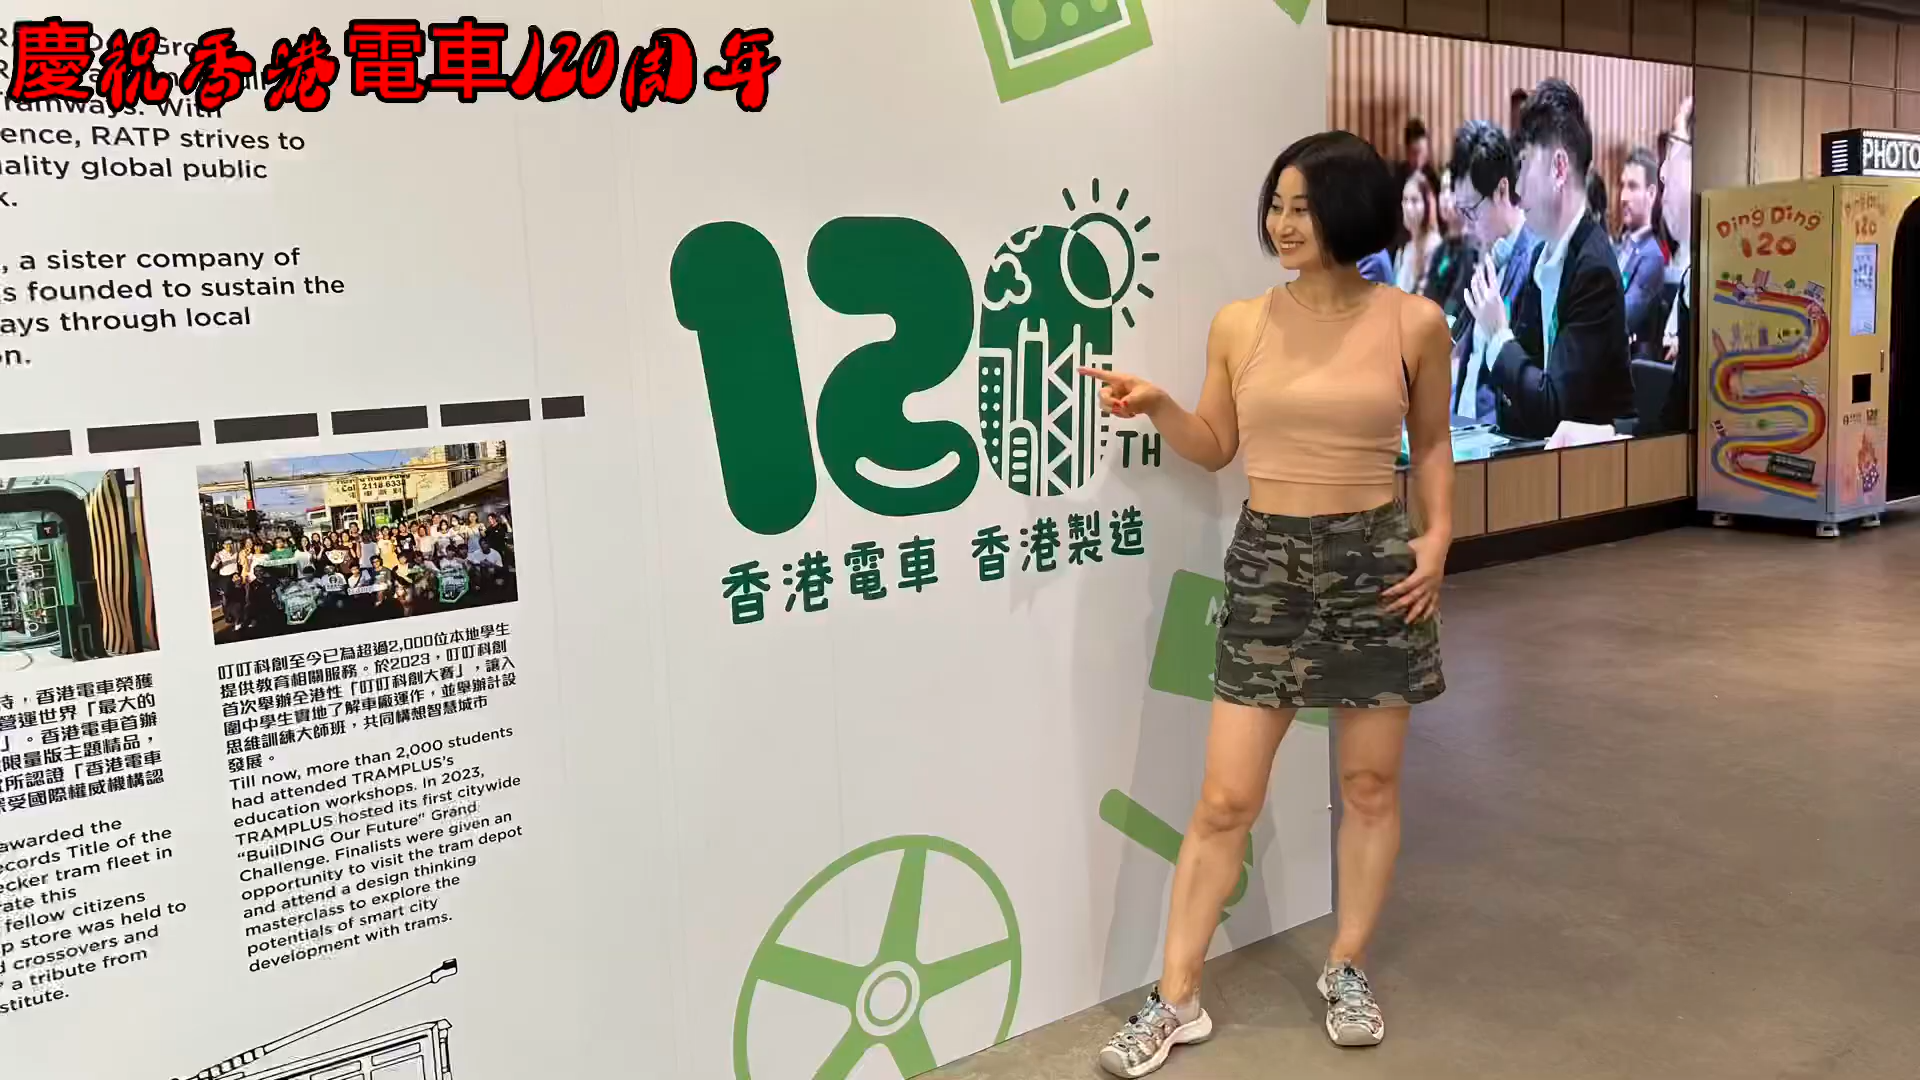 慶祝香港電車120周年
ence, RATP strives to
ality global public
k.
, a sister company of
s founded to sustain the
ays through local
n.
120
TH
香港電車 香港製造
PHOTO
Ding Ding
120
叮叮科創至今已為超過2,000位本地學生
提供教育相關服務。於2023，叮叮科創
首次舉辦全港性「叮叮科創大賽」，讓入
圍中學生實地了解車廠運作，並舉辦計設
思維訓練大師班，共同構想智慧城市
發展。
Till now, more than 2,000 students
had attended TRAMPLUS's
education workshops. In 2023,
TRAMPLUS hosted its first citywide
“BuilDING Our Future” Grand
Challenge. Finalists were given an
opportunity to visit the tram depot
and attend a design thinking
masterclass to explore the
potentials of smart city
development with trams.
，香港電車榮獲
營運世界「最大的
」。香港電車首辦
限量版主題精品，
所認證「香港電車
受國際權威機構認
awarded the
ecords Title of the
ecker tram fleet in
ate this
fellow citizens
p store was held to
d crossovers and
a tribute from
stitute.